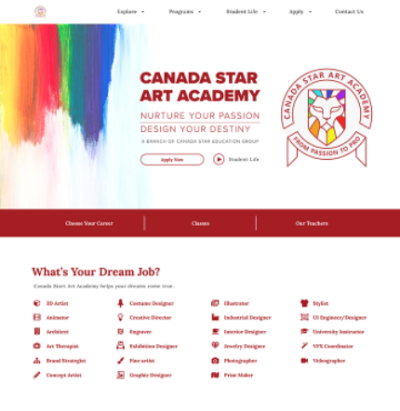 Explore Programs Student Life Apply Contact Us
CANADA STAR
ART ACADEMY
NURTURE YOUR PASSION
DESIGN YOUR DESTINY
A BRANCH OF CANADA STAR EDUCATION GROUP
Apply Now Student Life
CANADA STAR ART ACADEMY
FROM PASSION TO PRO
Choose Your Career Classes Our Teachers
What's Your Dream Job?
Canada Start Art Academy helps your dreams come true.
3D Artist Costume Designer Illustrator Stylist
Animator Creative Director Industrial Designer UI Engineer/Designer
Architect Engraver Interior Designer University Instructor
Art Therapist Exhibition Designer Jewelry Designer VFX Coordinator
Brand Strategist Fine artist Photographer Videographer
Concept Artist Graphic Designer Print Maker